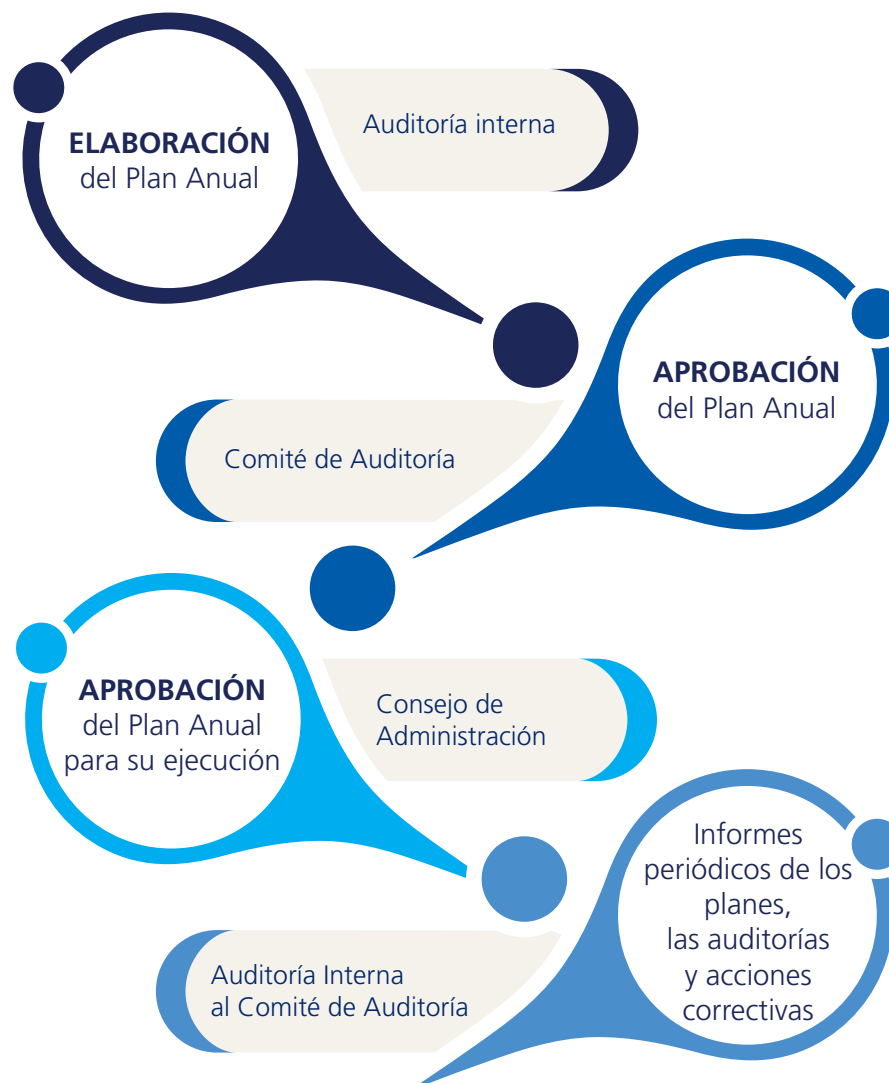 ELABORACIÓN
del Plan Anual
Auditoría interna
APROBACIÓN
del Plan Anual
Comité de Auditoría
APROBACIÓN
del Plan Anual
para su ejecución
Consejo de
Administración
Informes
periódicos de los
planes,
las auditorías
y acciones
correctivas
Auditoría Interna
al Comité de Auditoría